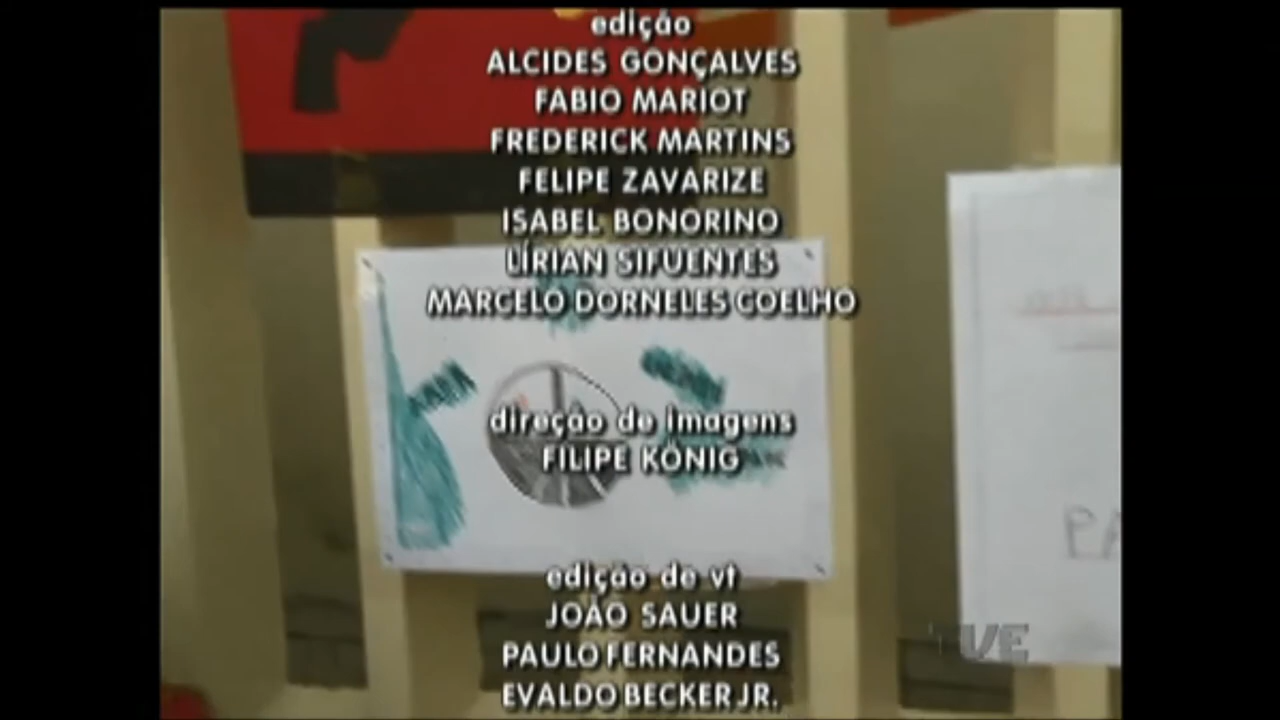 edição
ALCIDES GONÇALVES
FABIO MARIOT
FREDERICK MARTINS
FELIPE ZAVARIZE
ISABEL BONORINO
LÍRIAN SIFUENTES
MARCELO DORNELES COELHO
direção de imagens
FILIPE KÖNIG
edição de vt
JOÃO SAUER
PAULO FERNANDES
EVALDO BECKER JR.
TVE
PA